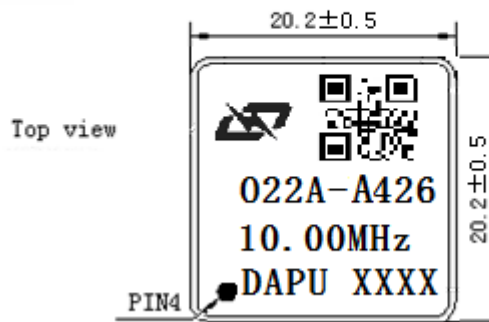 20.2±0.5
Top view
20.2±0.5
022A-A426
10.00MHz
DAPU XXXX
PIN4